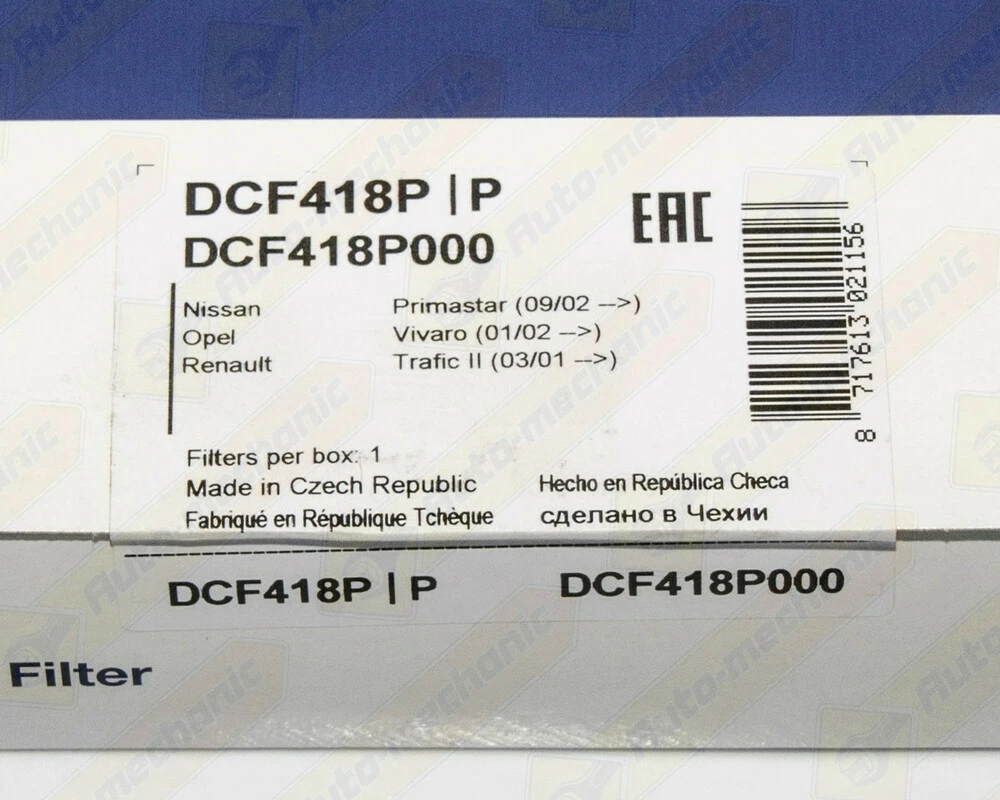 DCF418P | P
DCF418P000
EAC
Nissan Primastar (09/02 -->)
Opel Vivaro (01/02 -->)
Renault Trafic II (03/01 -->)
8 717613 021156
Filters per box: 1
Made in Czech Republic Hecho en República Checa
Fabriqué en République Tchèque сделано в Чехии
DCF418P | P DCF418P000
Filter
Auto-mechanic